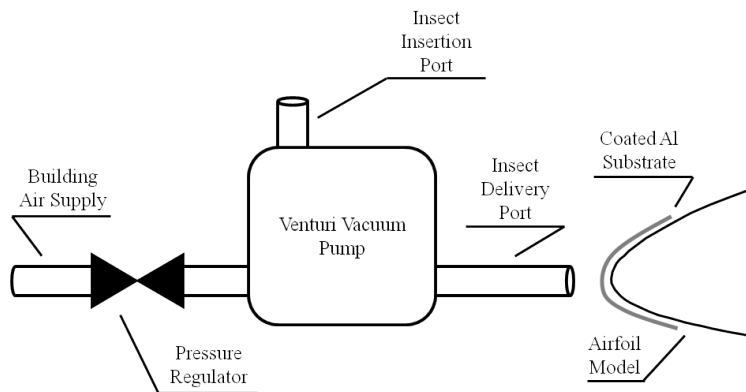 Insect
Insertion
Port
Building
Air Supply
Venturi Vacuum
Pump
Insect
Delivery
Port
Coated Al
Substrate
Pressure
Regulator
Airfoil
Model